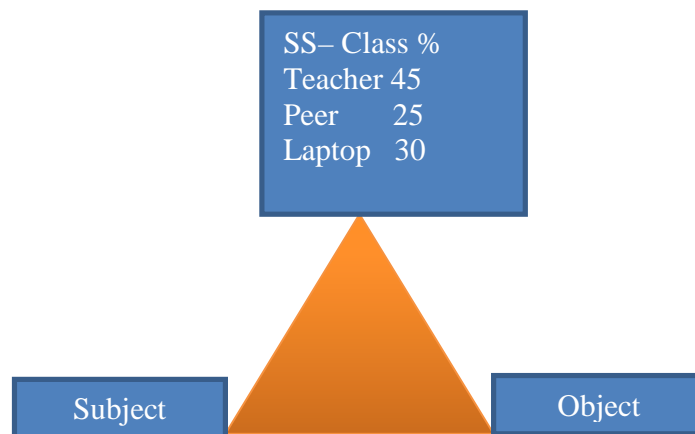 SS– Class %
Teacher 45
Peer 25
Laptop 30
Subject
Object